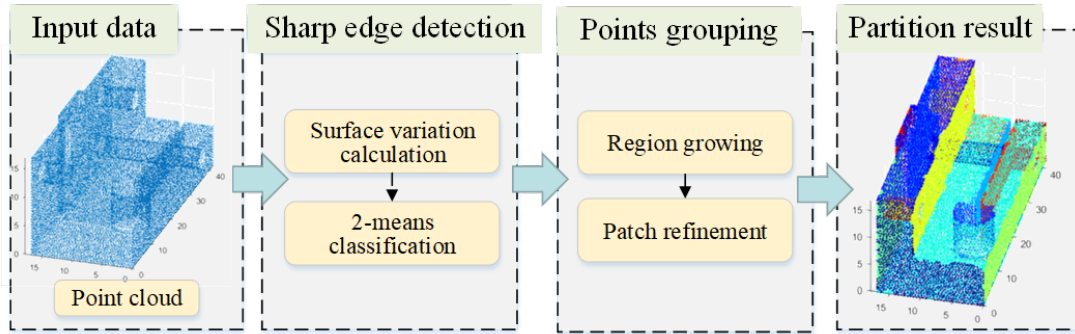 Input data
Sharp edge detection
Points grouping
Partition result
15
10
5
0
15
10
5
0
0
10
20
30
40
Point cloud
Surface variation
calculation
2-means
classification
Region growing
Patch refinement
15
10
5
0
15
10
5
0
0
10
20
30
40